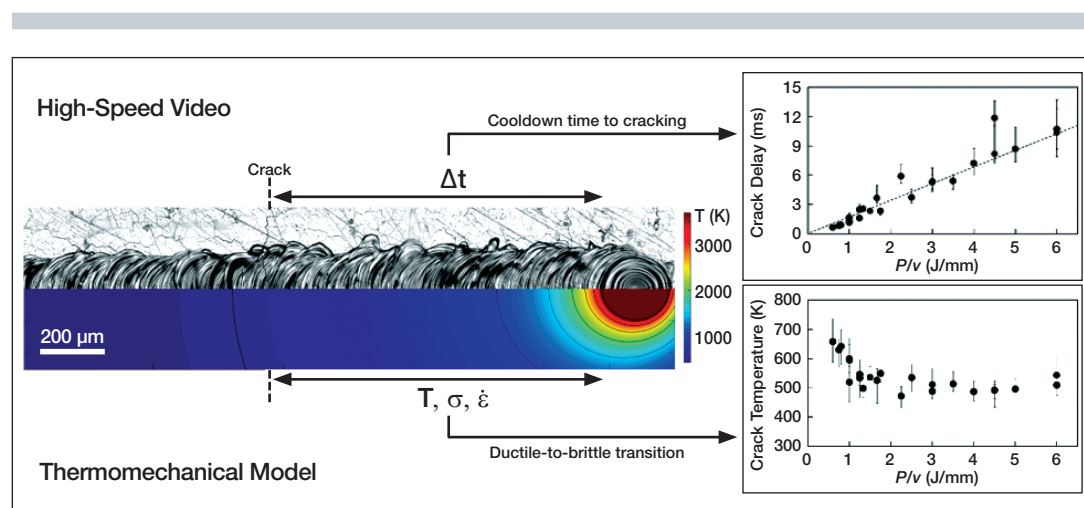 High-Speed Video
Cooldown time to cracking
Crack
Δt
T (K)
3000
2000
1000
200 µm
T, σ, ε̇
Ductile-to-brittle transition
Thermomechanical Model
15
12
9
6
3
0
Crack Delay (ms)
0 1 2 3 4 5 6
P/v (J/mm)
800
700
600
500
400
300
Crack Temperature (K)
0 1 2 3 4 5 6
P/v (J/mm)